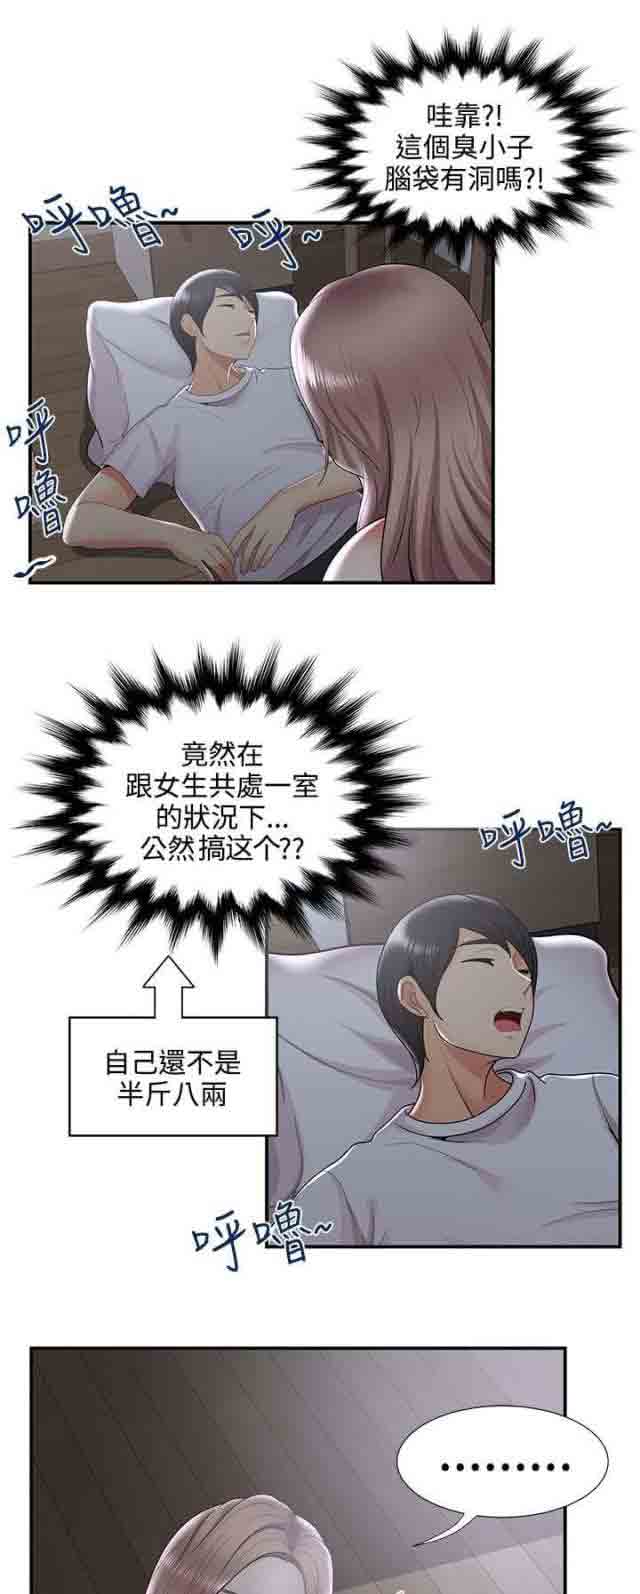 哇靠?!
這個臭小子
腦袋有洞嗎?!
呼嚕~
呼~
呼
嚕
~
竟然在
跟女生共處一室
的狀況下...
公然搞这个??
呼嚕~
自己還不是
半斤八兩
呼嚕~
.........